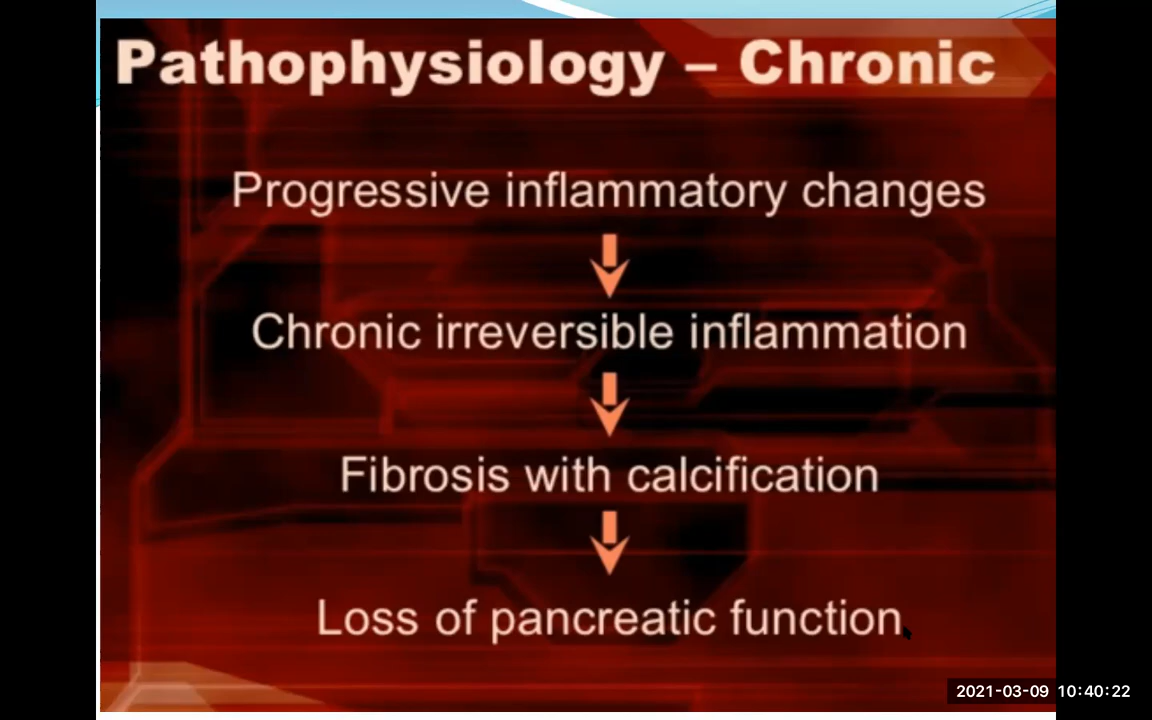 Pathophysiology – Chronic
Progressive inflammatory changes
Chronic irreversible inflammation
Fibrosis with calcification
Loss of pancreatic function
2021-03-09 10:40:22